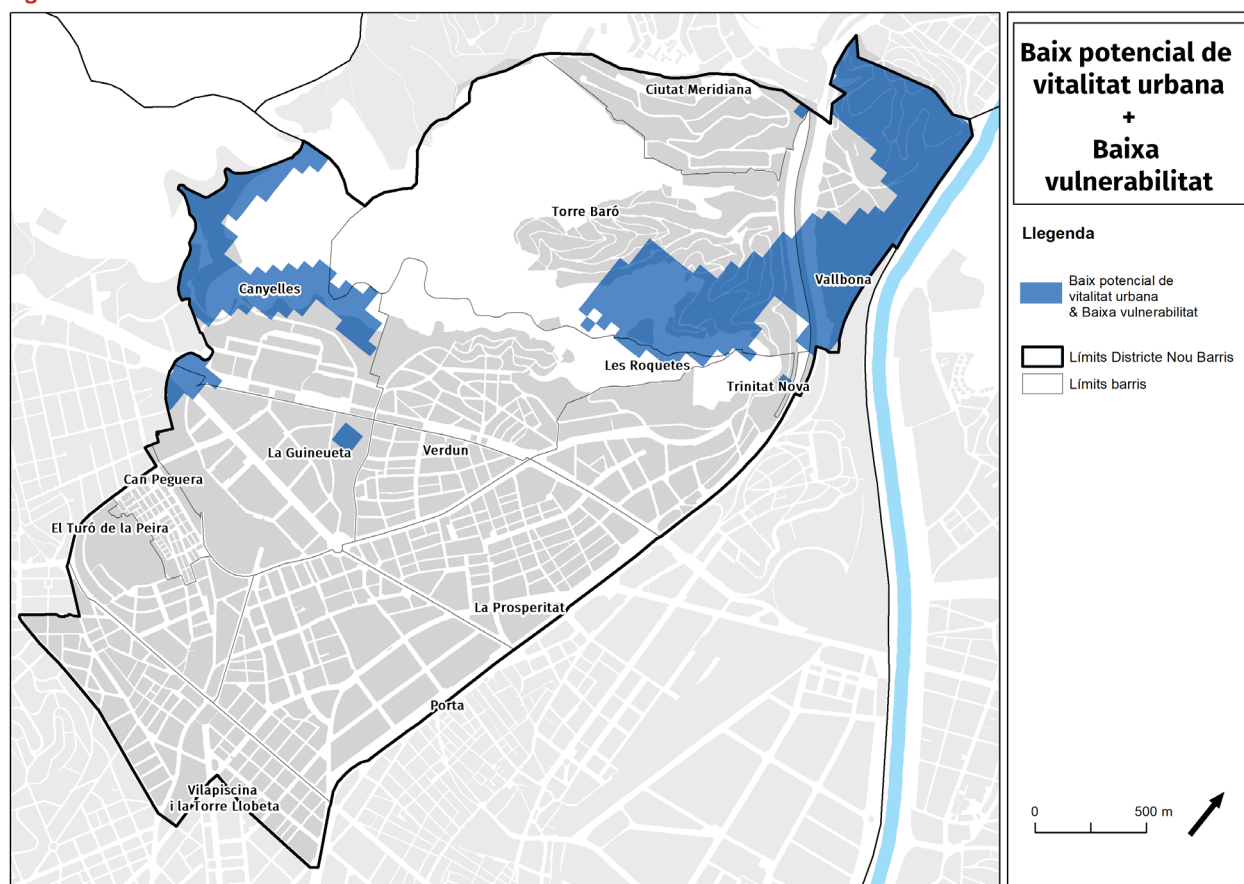 Ciutat Meridiana
Torre Baró
Canyelles
Vallbona
Les Roquetes
Trinitat Nova
La Guineueta
Verdun
Can Peguera
El Turó de la Peira
La Prosperitat
Porta
Vilapiscina
i la Torre Llobeta
Baix potencial de
vitalitat urbana
+
Baixa
vulnerabilitat
Llegenda
Baix potencial de
vitalitat urbana
& Baixa vulnerabilitat
Límits Districte Nou Barris
Límits barris
0 500 m